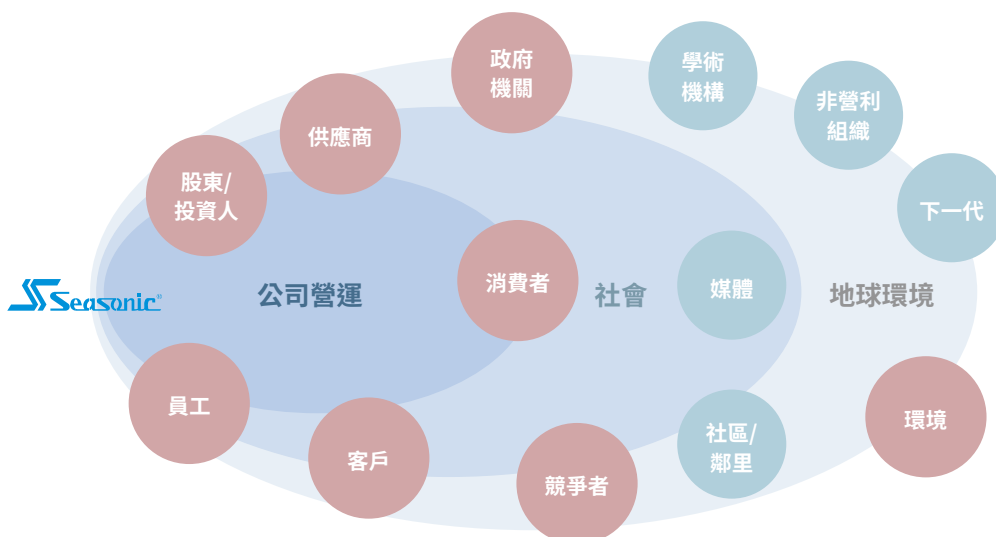 政府
機關
學術
機構
非營利
組織
供應商
股東/
投資人
下一代
消費者
媒體
公司營運
社會
地球環境
Seasonic®
員工
客戶
競爭者
社區/
鄰里
環境